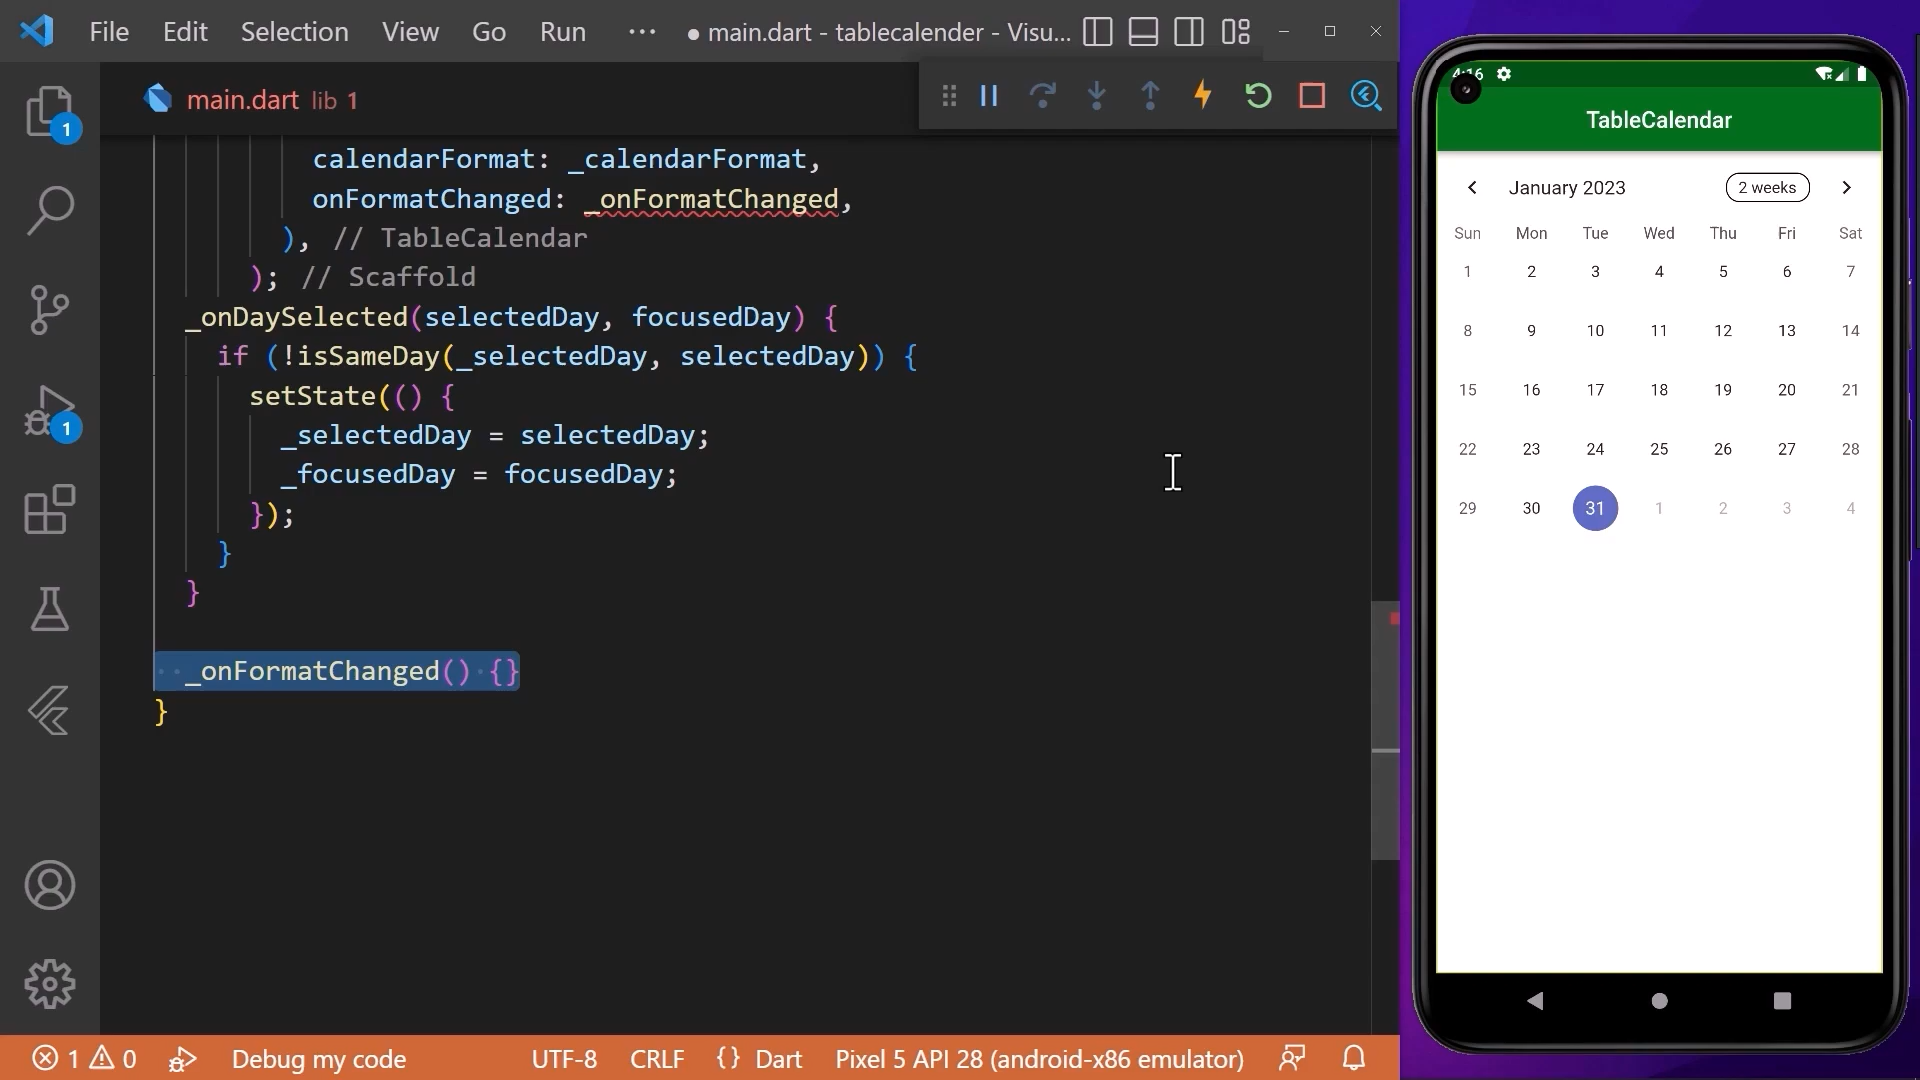 File Edit Selection View Go Run ··· ● main.dart - tablecalender - Visu...
main.dart lib 1
1
1
calendarFormat: _calendarFormat,
onFormatChanged: _onFormatChanged,
), // TableCalendar
); // Scaffold
_onDaySelected(selectedDay, focusedDay) {
if (!isSameDay(_selectedDay, selectedDay)) {
setState(() {
_selectedDay = selectedDay;
_focusedDay = focusedDay;
});
}
}
_onFormatChanged() {}
}
1 0 Debug my code UTF-8 CRLF {} Dart Pixel 5 API 28 (android-x86 emulator)
4:16
TableCalendar
January 2023 2 weeks
Sun Mon Tue Wed Thu Fri Sat
1 2 3 4 5 6 7
8 9 10 11 12 13 14
15 16 17 18 19 20 21
22 23 24 25 26 27 28
29 30 31 1 2 3 4